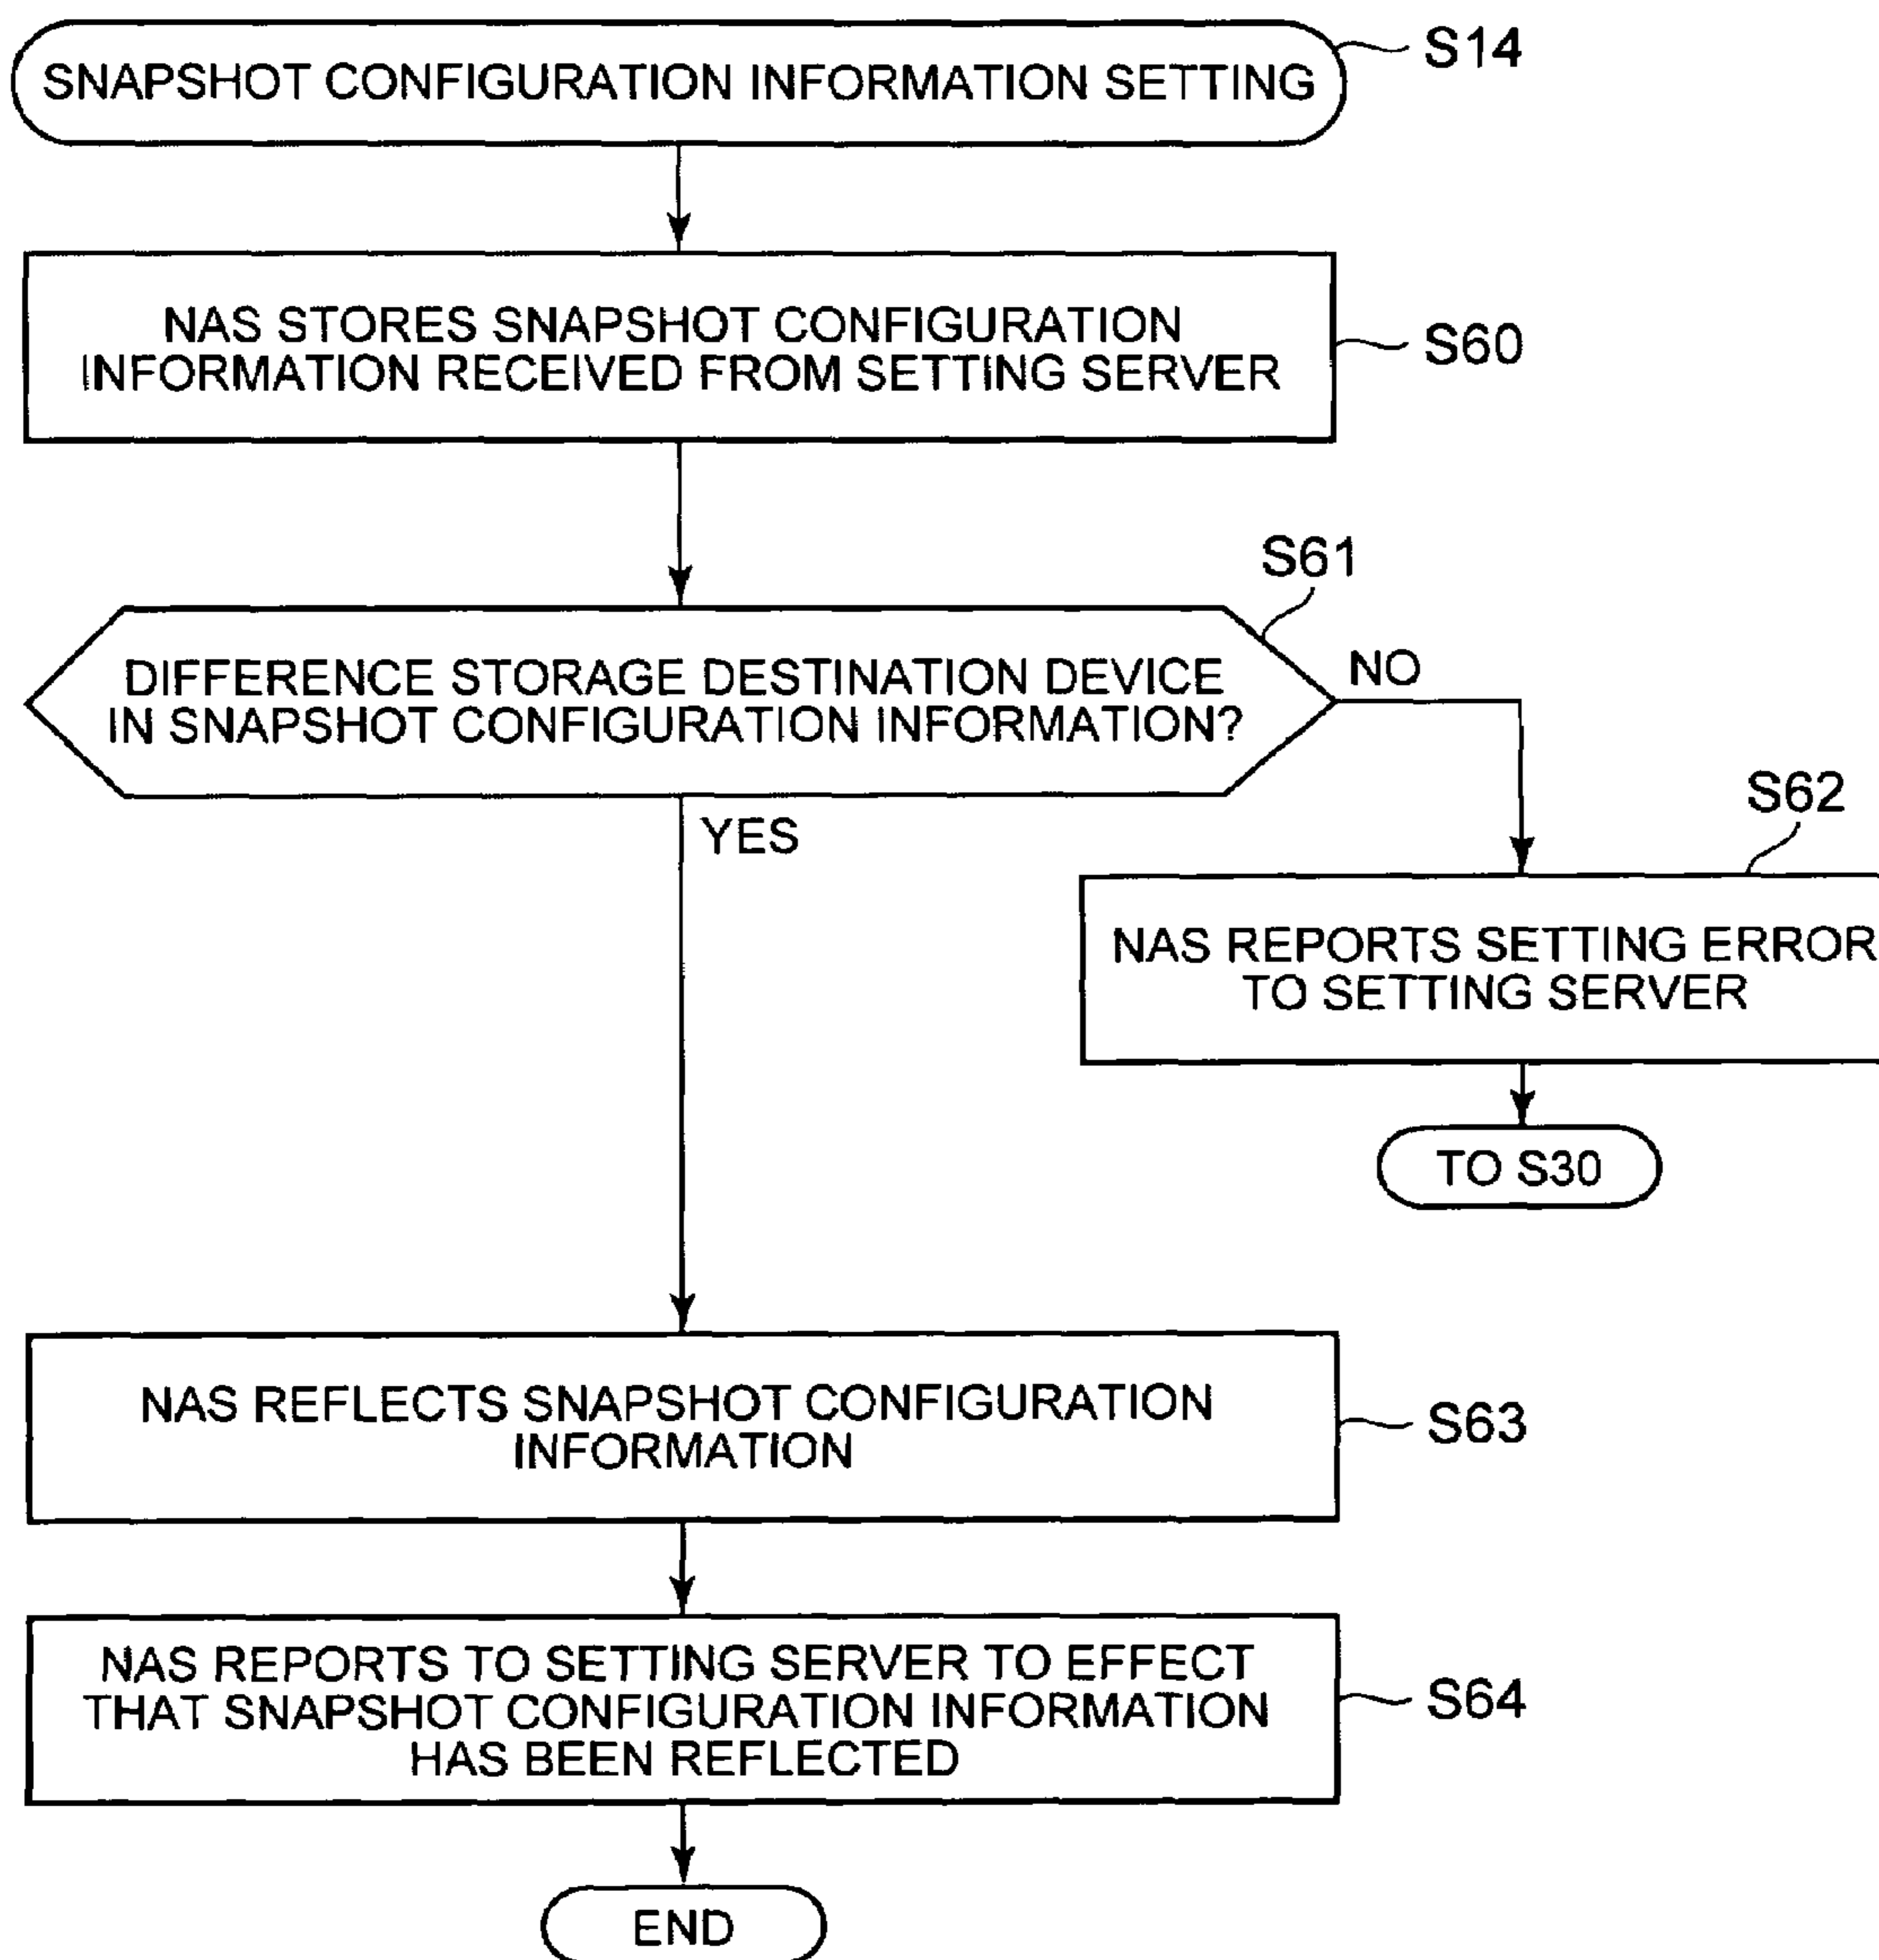 S14
SNAPSHOT CONFIGURATION INFORMATION SETTING
NAS STORES SNAPSHOT CONFIGURATION
INFORMATION RECEIVED FROM SETTING SERVER
S60
S61
DIFFERENCE STORAGE DESTINATION DEVICE
IN SNAPSHOT CONFIGURATION INFORMATION?
NO
YES
S62
NAS REPORTS SETTING ERROR
TO SETTING SERVER
TO S30
NAS REFLECTS SNAPSHOT CONFIGURATION
INFORMATION
S63
NAS REPORTS TO SETTING SERVER TO EFFECT
THAT SNAPSHOT CONFIGURATION INFORMATION
HAS BEEN REFLECTED
S64
END